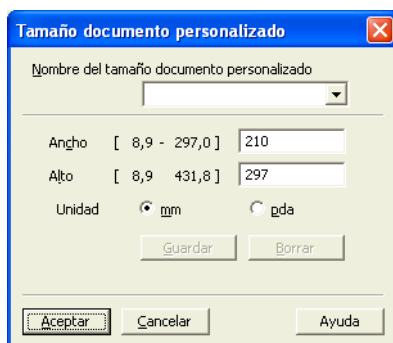 Tamaño documento personalizado
Nombre del tamaño documento personalizado
Ancho [ 8,9 - 297,0 ] 210
Alto [ 8,9 431,8 ] 297
Unidad mm pda
Guardar Borrar
Aceptar Cancelar Ayuda